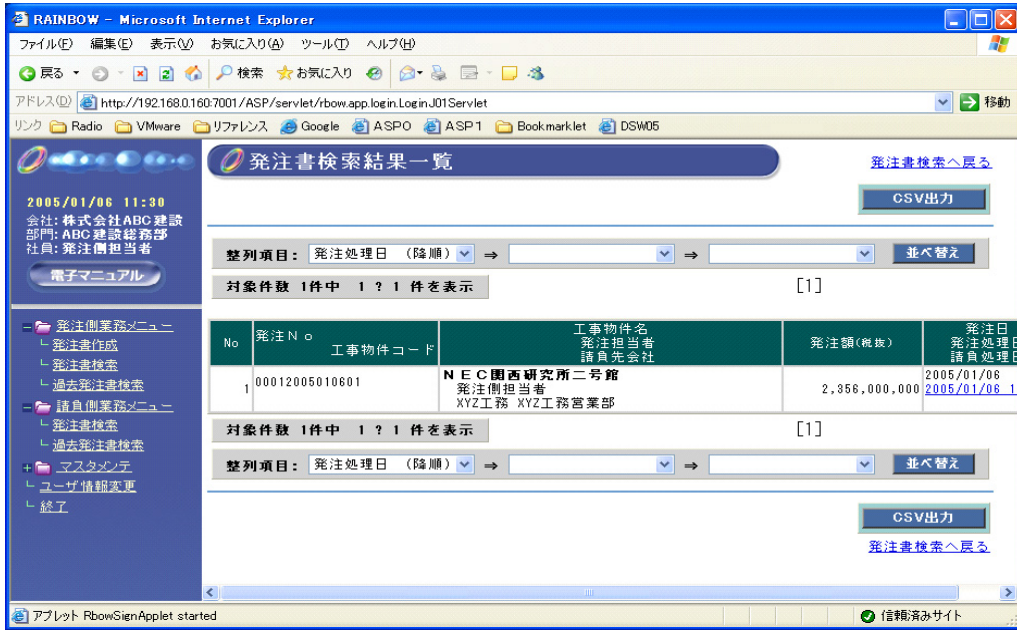 RAINBOW - Microsoft Internet Explorer
ファイル(F) 編集(E) 表示(V) お気に入り(A) ツール(T) ヘルプ(H)
戻る 検索 お気に入り
アドレス(D) http://192.168.0.160:7001/ASP/servlet/rbow.app.login.LoginJ01Servlet 移動
リンク Radio VMware リファレンス Google ASP0 ASP1 Bookmarklet DSW05
発注書検索結果一覧
発注書検索へ戻る
CSV出力
2005/01/06 11:30
会社:株式会社ABC建設
部門:ABC建設総務部
社員:発注側担当者
電子マニュアル
整列項目: 発注処理日 (降順) ⇒ ⇒ 並べ替え
対象件数 1件中 1 ? 1 件を表示 [1]
発注側業務メニュー
発注書作成
発注書検索
過去発注書検索
請負側業務メニュー
発注書検索
過去発注書検索
マスタメンテ
ユーザ情報変更
終了
No
発注No
工事物件コード
工事物件名
発注担当者
請負先会社
発注額(税抜)
発注日
発注処理日
請負処理日
1
00012005010601
NEC関西研究所二号館
発注側担当者
XYZ工務 XYZ工務営業部
2,356,000,000
2005/01/06
2005/01/06 1
対象件数 1件中 1 ? 1 件を表示 [1]
整列項目: 発注処理日 (降順) ⇒ ⇒ 並べ替え
CSV出力
発注書検索へ戻る
アプレット RbowSignApplet started
信頼済みサイト